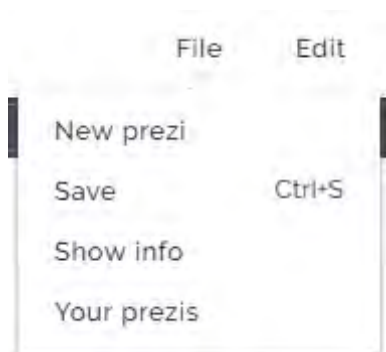 File Edit
New prezi
Save Ctrl+S
Show info
Your prezis